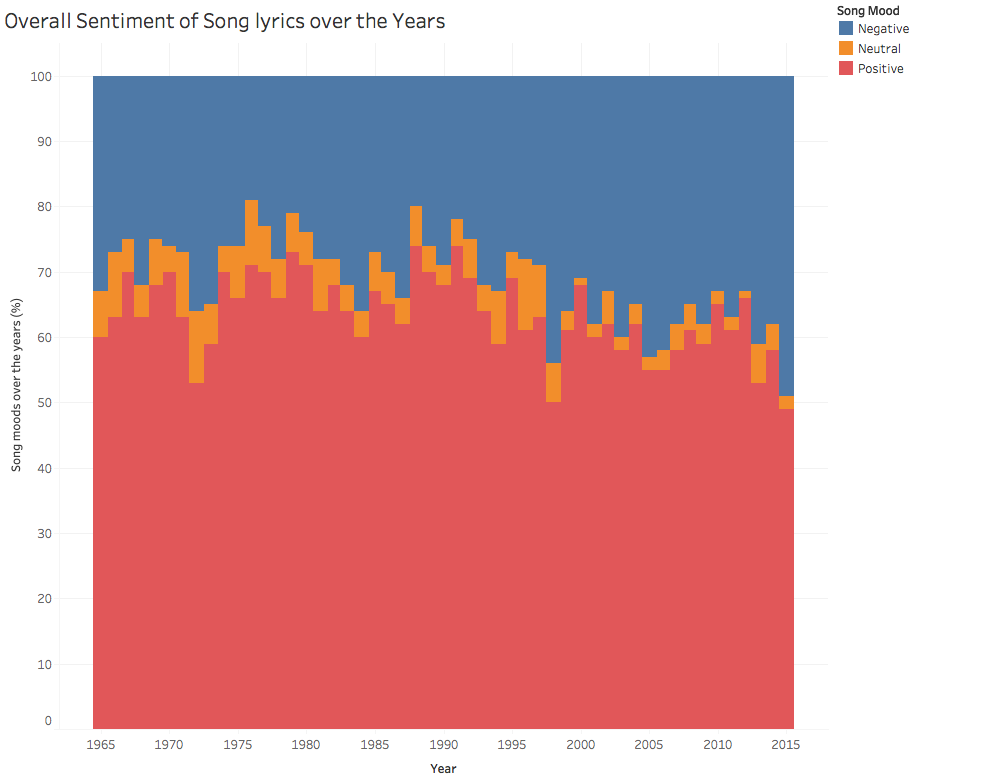 Overall Sentiment of Song lyrics over the Years
Song Mood
Negative
Neutral
Positive
Song moods over the years (%)
100
90
80
70
60
50
40
30
20
10
0
1965 1970 1975 1980 1985 1990 1995 2000 2005 2010 2015
Year